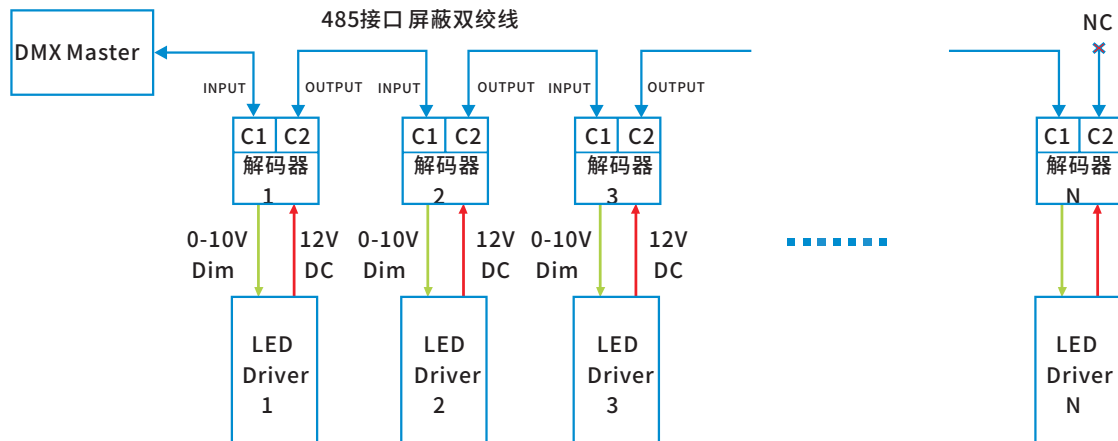 485接口 屏蔽双绞线
NC
DMX Master
INPUT
OUTPUT
INPUT
OUTPUT
INPUT
OUTPUT
C1
C2
C1
C2
C1
C2
C1
C2
解码器
1
解码器
2
解码器
3
解码器
N
0-10V
Dim
12V
DC
0-10V
Dim
12V
DC
0-10V
Dim
12V
DC
LED
Driver
1
LED
Driver
2
LED
Driver
3
LED
Driver
N